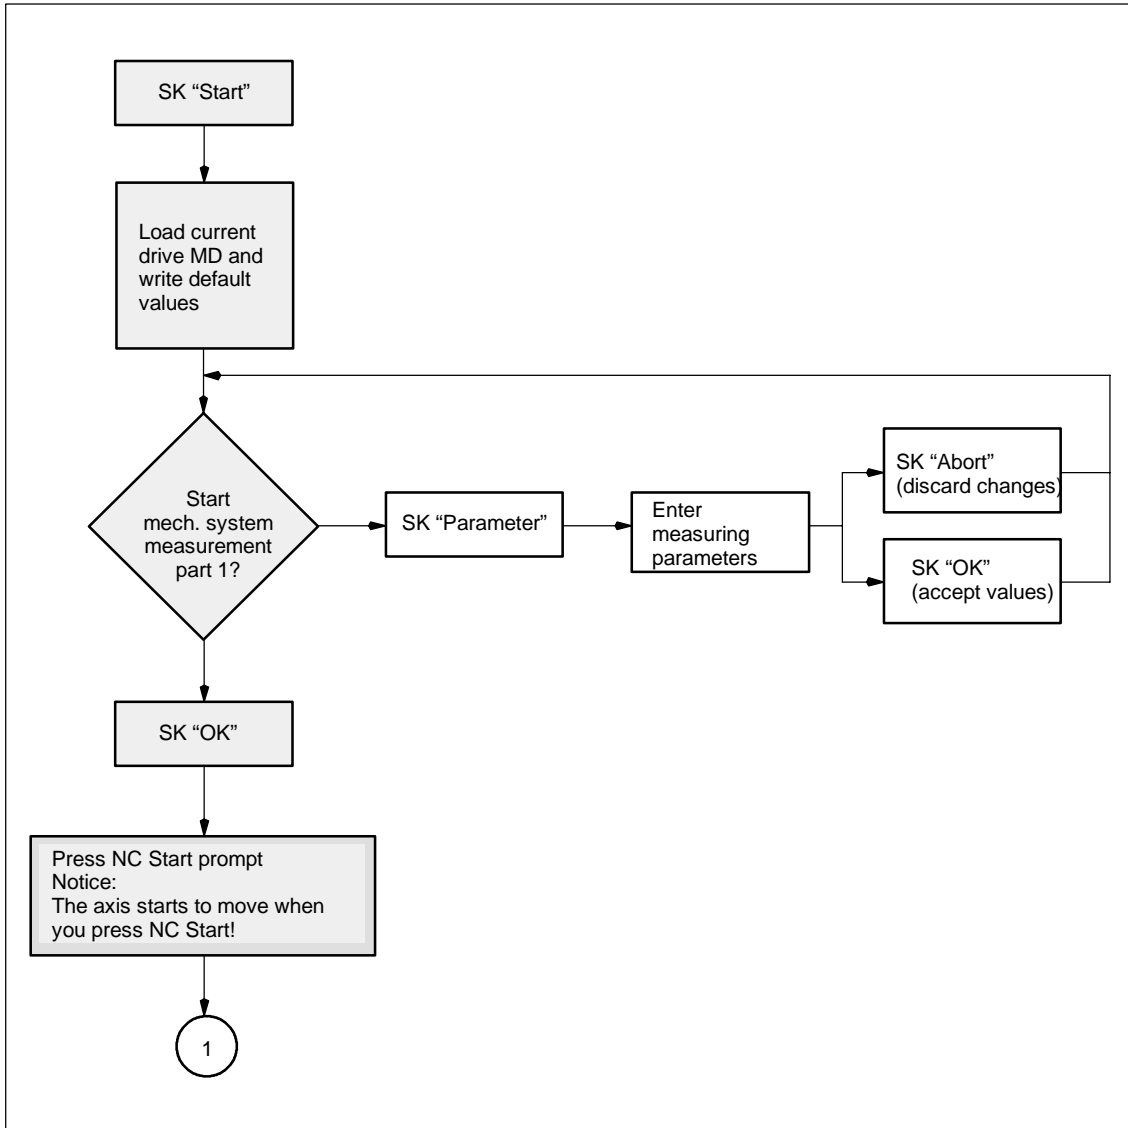 SK “Start”
Load current
drive MD and
write default
values
Start
mech. system
measurement
part 1?
SK “Parameter”
Enter
measuring
parameters
SK “Abort”
(discard changes)
SK “OK”
(accept values)
SK “OK”
Press NC Start prompt
Notice:
The axis starts to move when
you press NC Start!
1